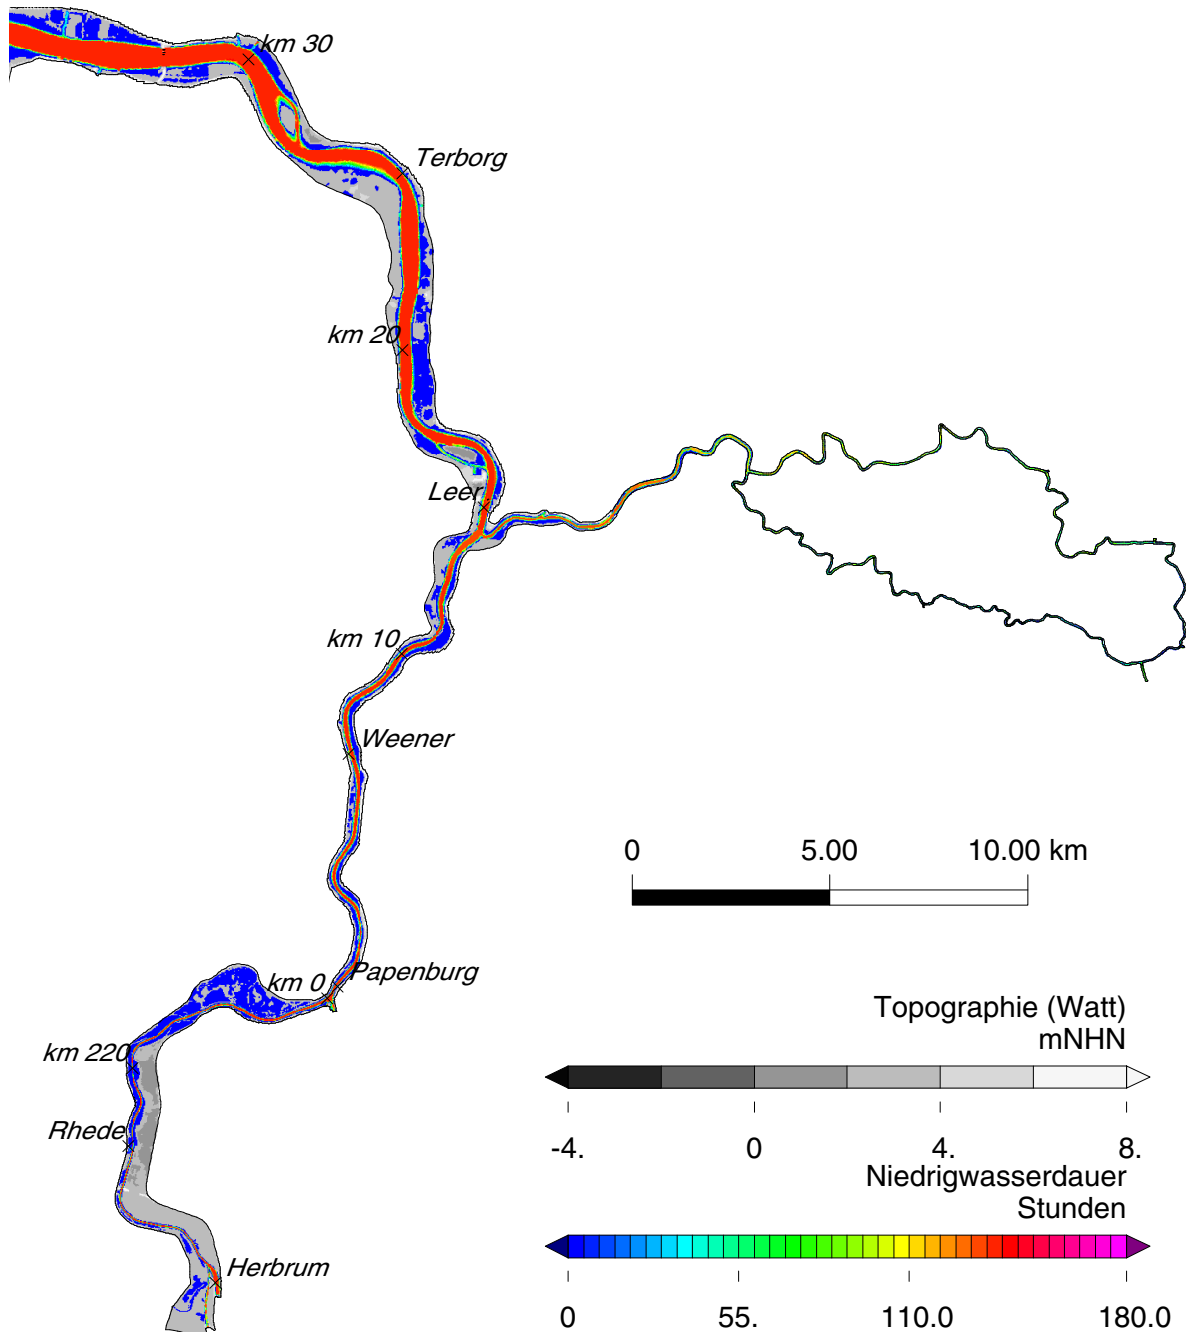 km 30
Terborg
km 20
Leer
km 10
Weener
0 5.00 10.00 km
Papenburg
km 0
Topographie (Watt)
mNHN
km 220
-4. 0 4. 8.
Rhede
Niedrigwasserdauer
Stunden
Herbrum
0 55. 110.0 180.0